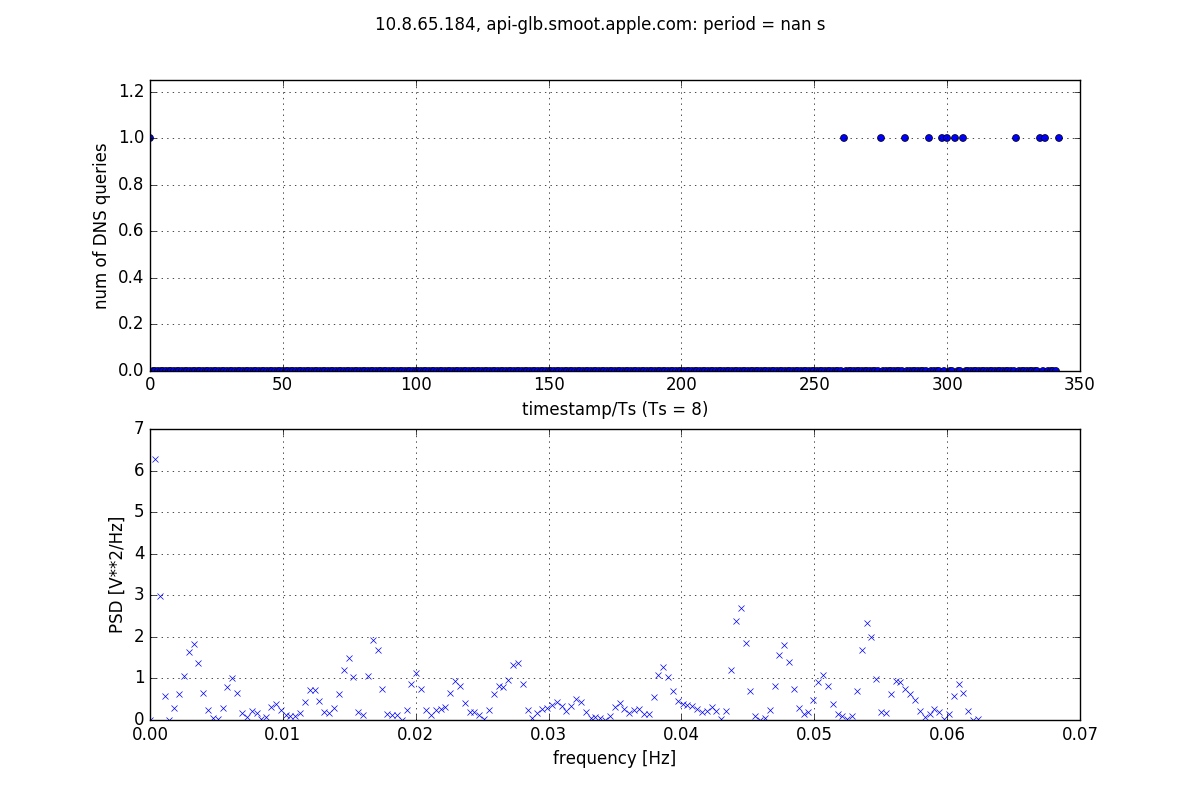 10.8.65.184, api-glb.smoot.apple.com: period = nan s
1.2
1.0
0.8
0.6
0.4
0.2
0.0
num of DNS queries
0 50 100 150 200 250 300 350
timestamp/Ts (Ts = 8)
7
6
5
4
3
2
1
0
PSD [V**2/Hz]
0.00 0.01 0.02 0.03 0.04 0.05 0.06 0.07
frequency [Hz]